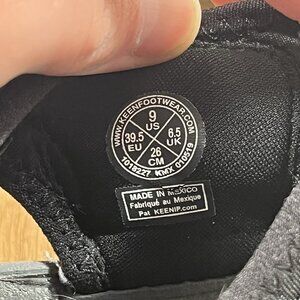 WWW.KEENFOOTWEAR.COM
9
US
39.5
EU
6.5
UK
26
CM
1018227 KMX 010519
MADE IN MEXICO
Fabriqué au Mexique
Pat KEENIP.com